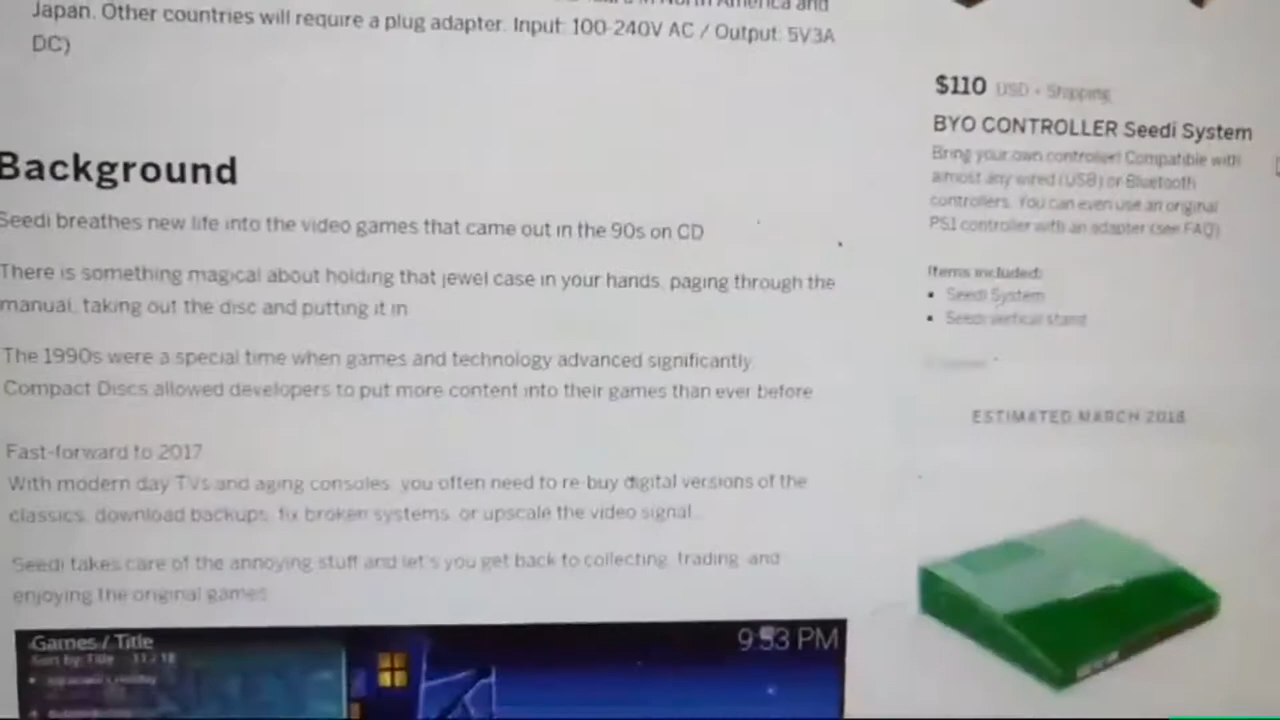 Japan. Other countries will require a plug adapter. Input: 100-240V AC / Output: 5V3A
DC)
Background
Seedi breathes new life into the video games that came out in the 90s on CD
There is something magical about holding that jewel case in your hands, paging through the
manual, taking out the disc and putting it in
The 1990s were a special time when games and technology advanced significantly.
Compact Discs allowed developers to put more content into their games than ever before
Fast-forward to 2017
With modern day TVs and aging consoles, you often need to re-buy digital versions of the
classics, download backups, fix broken systems, or upscale the video signal.
Seedi takes care of the annoying stuff and let's you get back to collecting, trading, and
enjoying the original games
Games / Title
Sort by: Title 11 / 18
9:53 PM
$110 USD + Shipping
BYO CONTROLLER Seedi System
Bring your own controller! Compatible with
almost any wired (USB) or Bluetooth
controllers. You can even use an original
PS1 controller with an adapter (see FAQ)
Items included:
• Seedi System
• Seedi vertical stand
ESTIMATED MARCH 2018